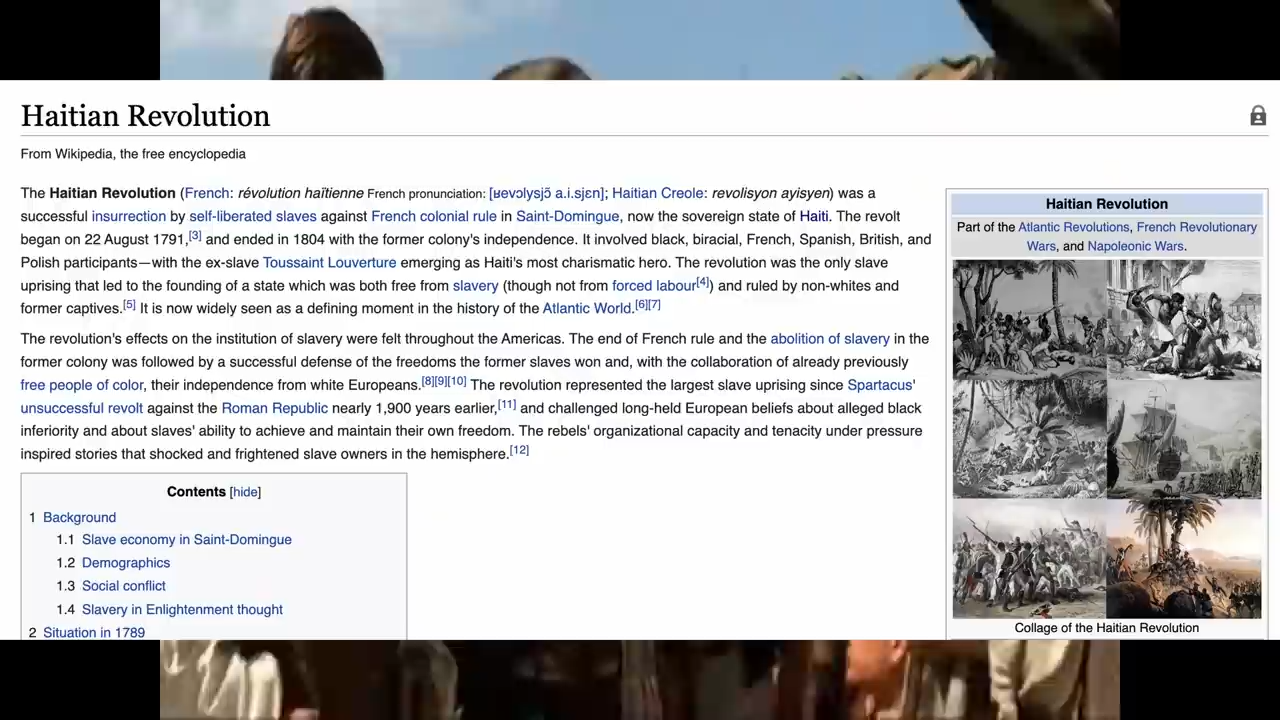 Haitian Revolution
From Wikipedia, the free encyclopedia
The Haitian Revolution (French: révolution haïtienne French pronunciation: [ʁevɔlysjɔ̃ a.i.sjɛn]; Haitian Creole: revolisyon ayisyen) was a
successful insurrection by self-liberated slaves against French colonial rule in Saint-Domingue, now the sovereign state of Haiti. The revolt
began on 22 August 1791,[3] and ended in 1804 with the former colony's independence. It involved black, biracial, French, Spanish, British, and
Polish participants—with the ex-slave Toussaint Louverture emerging as Haiti's most charismatic hero. The revolution was the only slave
uprising that led to the founding of a state which was both free from slavery (though not from forced labour[4]) and ruled by non-whites and
former captives.[5] It is now widely seen as a defining moment in the history of the Atlantic World.[6][7]
The revolution's effects on the institution of slavery were felt throughout the Americas. The end of French rule and the abolition of slavery in the
former colony was followed by a successful defense of the freedoms the former slaves won and, with the collaboration of already previously
free people of color, their independence from white Europeans.[8][9][10] The revolution represented the largest slave uprising since Spartacus'
unsuccessful revolt against the Roman Republic nearly 1,900 years earlier,[11] and challenged long-held European beliefs about alleged black
inferiority and about slaves' ability to achieve and maintain their own freedom. The rebels' organizational capacity and tenacity under pressure
inspired stories that shocked and frightened slave owners in the hemisphere.[12]
Contents [hide]
1 Background
1.1 Slave economy in Saint-Domingue
1.2 Demographics
1.3 Social conflict
1.4 Slavery in Enlightenment thought
2 Situation in 1789
Haitian Revolution
Part of the Atlantic Revolutions, French Revolutionary
Wars, and Napoleonic Wars.
Collage of the Haitian Revolution